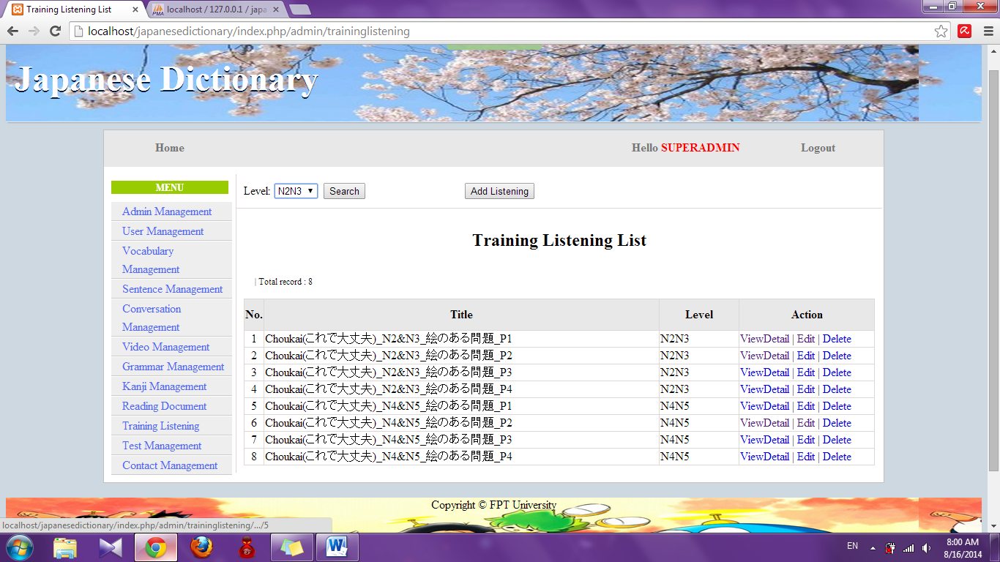 Training Listening List
localhost / 127.0.0.1 / japa
localhost/japanesedictionary/index.php/admin/traininglistening
Japanese Dictionary
Home
Hello SUPERADMIN
Logout
MENU
Admin Management
User Management
Vocabulary
Management
Sentence Management
Conversation
Management
Video Management
Grammar Management
Kanji Management
Reading Document
Training Listening
Test Management
Contact Management
Level: N2N3 Search Add Listening
Training Listening List
| Total record : 8
No. Title Level Action
1 Choukai(これで大丈夫)_N2&N3_絵のある問題_P1 N2N3 ViewDetail | Edit | Delete
2 Choukai(これで大丈夫)_N2&N3_絵のある問題_P2 N2N3 ViewDetail | Edit | Delete
3 Choukai(これで大丈夫)_N2&N3_絵のある問題_P3 N2N3 ViewDetail | Edit | Delete
4 Choukai(これで大丈夫)_N2&N3_絵のある問題_P4 N2N3 ViewDetail | Edit | Delete
5 Choukai(これで大丈夫)_N4&N5_絵のある問題_P1 N4N5 ViewDetail | Edit | Delete
6 Choukai(これで大丈夫)_N4&N5_絵のある問題_P2 N4N5 ViewDetail | Edit | Delete
7 Choukai(これで大丈夫)_N4&N5_絵のある問題_P3 N4N5 ViewDetail | Edit | Delete
8 Choukai(これで大丈夫)_N4&N5_絵のある問題_P4 N4N5 ViewDetail | Edit | Delete
Copyright © FPT University
localhost/japanesedictionary/index.php/admin/traininglistening/.../5
EN
8:00 AM
8/16/2014
PMA
W